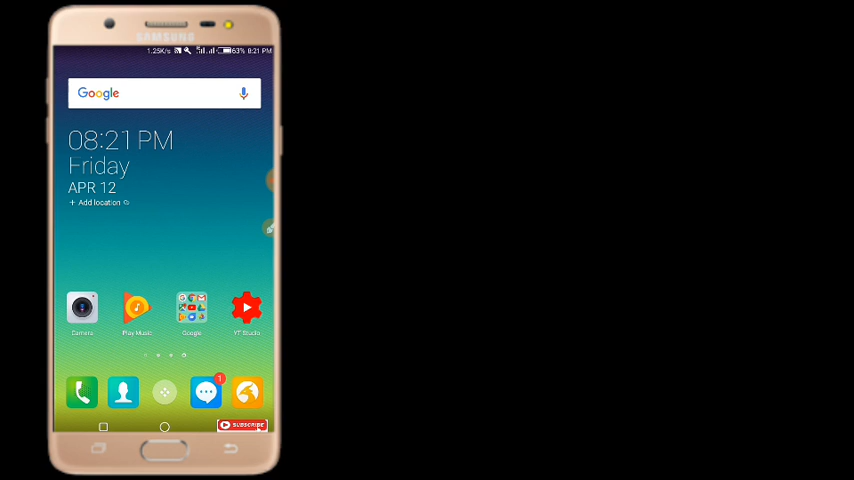 SAMSUNG
1.25K/s 63% 8:21 PM
Google
08:21 PM
Friday
APR 12
+ Add location
Camera
Play Music
Google
YT Studio
1
SUBSCRIBE